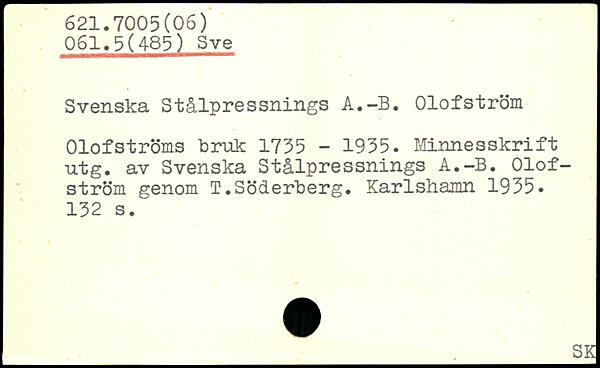 621.7005(06)
061.5(485) Sve
Svenska Stålpressnings A.-B. Olofström
Olofströms bruk 1735 - 1935. Minnesskrift
utg. av Svenska Stålpressnings A.-B. Olof-
ström genom T.Söderberg. Karlshamn 1935.
132 s.
SK